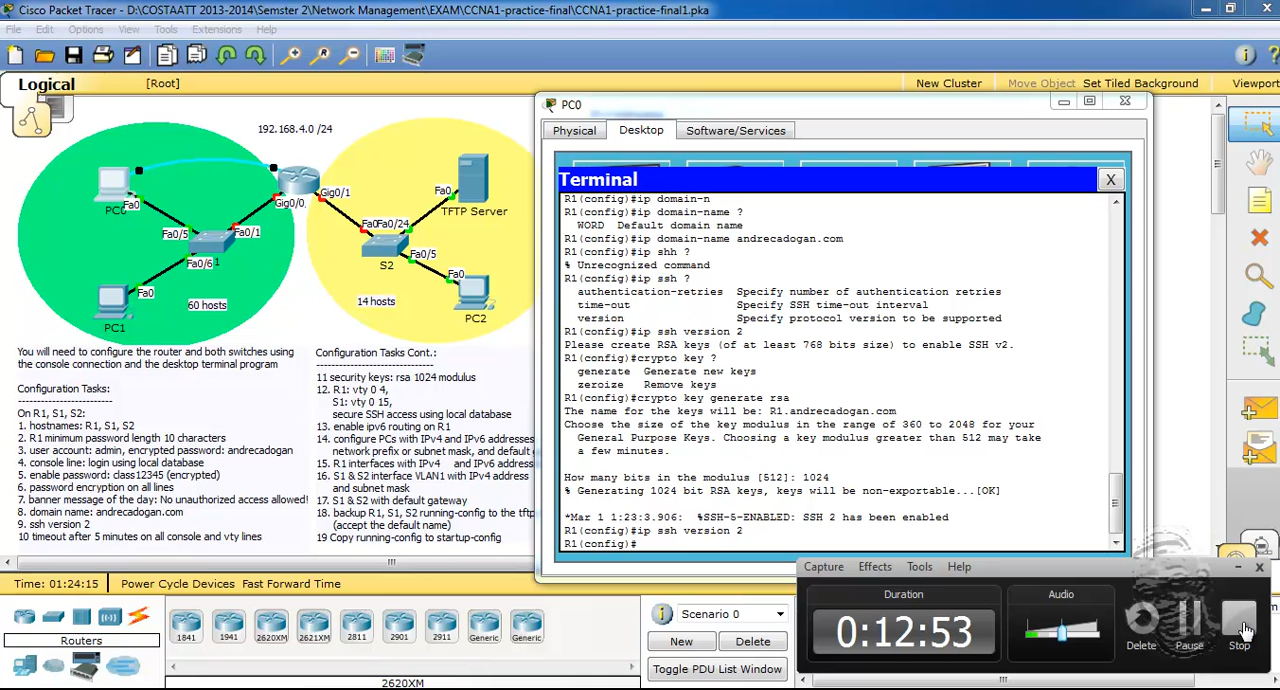 Cisco Packet Tracer - D:\COSTAATT 2013-2014\Semster 2\Network Management\EXAM\CCNA1-practice-final\CCNA1-practice-final1.pka
File Edit Options View Tools Extensions Help
Logical [Root] New Cluster Move Object Set Tiled Background Viewport
192.168.4.0 /24
Fa0
Fa0/5
Fa0/1
Fa0/6
Fa0
PC1
60 hosts
Gig0/0
Gig0/1
Fa0/24
Fa0
TFTP Server
S2
Fa0/5
Fa0
14 hosts
PC2
You will need to configure the router and both switches using
the console connection and the desktop terminal program
Configuration Tasks:
-----------------------------
On R1, S1, S2:
1. hostnames: R1, S1, S2
2. R1 minimum password length 10 characters
3. user account: admin, encrypted password: andrecadogan
4. console line: login using local database
5. enable password: class12345 (encrypted)
6. password encryption on all lines
7. banner message of the day: No unauthorized access allowed!
8. domain name: andrecadogan.com
9. ssh version 2
10 timeout after 5 minutes on all console and vty lines
Configuration Tasks Cont.:
-----------------------------
11 security keys: rsa 1024 modulus
12. R1: vty 0 4,
S1: vty 0 15,
secure SSH access using local database
13. enable ipv6 routing on R1
14. configure PCs with IPv4 and IPv6 addresses
network prefix or subnet mask, and default g
15. R1 interfaces with IPv4 and IPv6 address
16. S1 & S2 interface VLAN1 with IPv4 address
and subnet mask
17. S1 & S2 with default gateway
18. backup R1, S1, S2 running-config to the tftp
(accept the default name)
19 Copy running-config to startup-config
PC0
Physical Desktop Software/Services
Terminal X
R1(config)#ip domain-n
R1(config)#ip domain-name ?
WORD Default domain name
R1(config)#ip domain-name andrecadogan.com
R1(config)#ip shh ?
% Unrecognized command
R1(config)#ip ssh ?
authentication-retries Specify number of authentication retries
time-out Specify SSH time-out interval
version Specify protocol version to be supported
R1(config)#ip ssh version 2
Please create RSA keys (of at least 768 bits size) to enable SSH v2.
R1(config)#crypto key ?
generate Generate new keys
zeroize Remove keys
R1(config)#crypto key generate rsa
The name for the keys will be: R1.andrecadogan.com
Choose the size of the key modulus in the range of 360 to 2048 for your
General Purpose Keys. Choosing a key modulus greater than 512 may take
a few minutes.
How many bits in the modulus [512]: 1024
% Generating 1024 bit RSA keys, keys will be non-exportable...[OK]
*Mar 1 1:23:3.906: %SSH-5-ENABLED: SSH 2 has been enabled
R1(config)#ip ssh version 2
R1(config)#
Time: 01:24:15 Power Cycle Devices Fast Forward Time
Routers
1841 1941 2620XM 2621XM 2811 2901 2911 Generic Generic
2620XM
Scenario 0
New Delete
Toggle PDU List Window
Capture Effects Tools Help
Duration
0:12:53
Audio
Delete Pause Stop